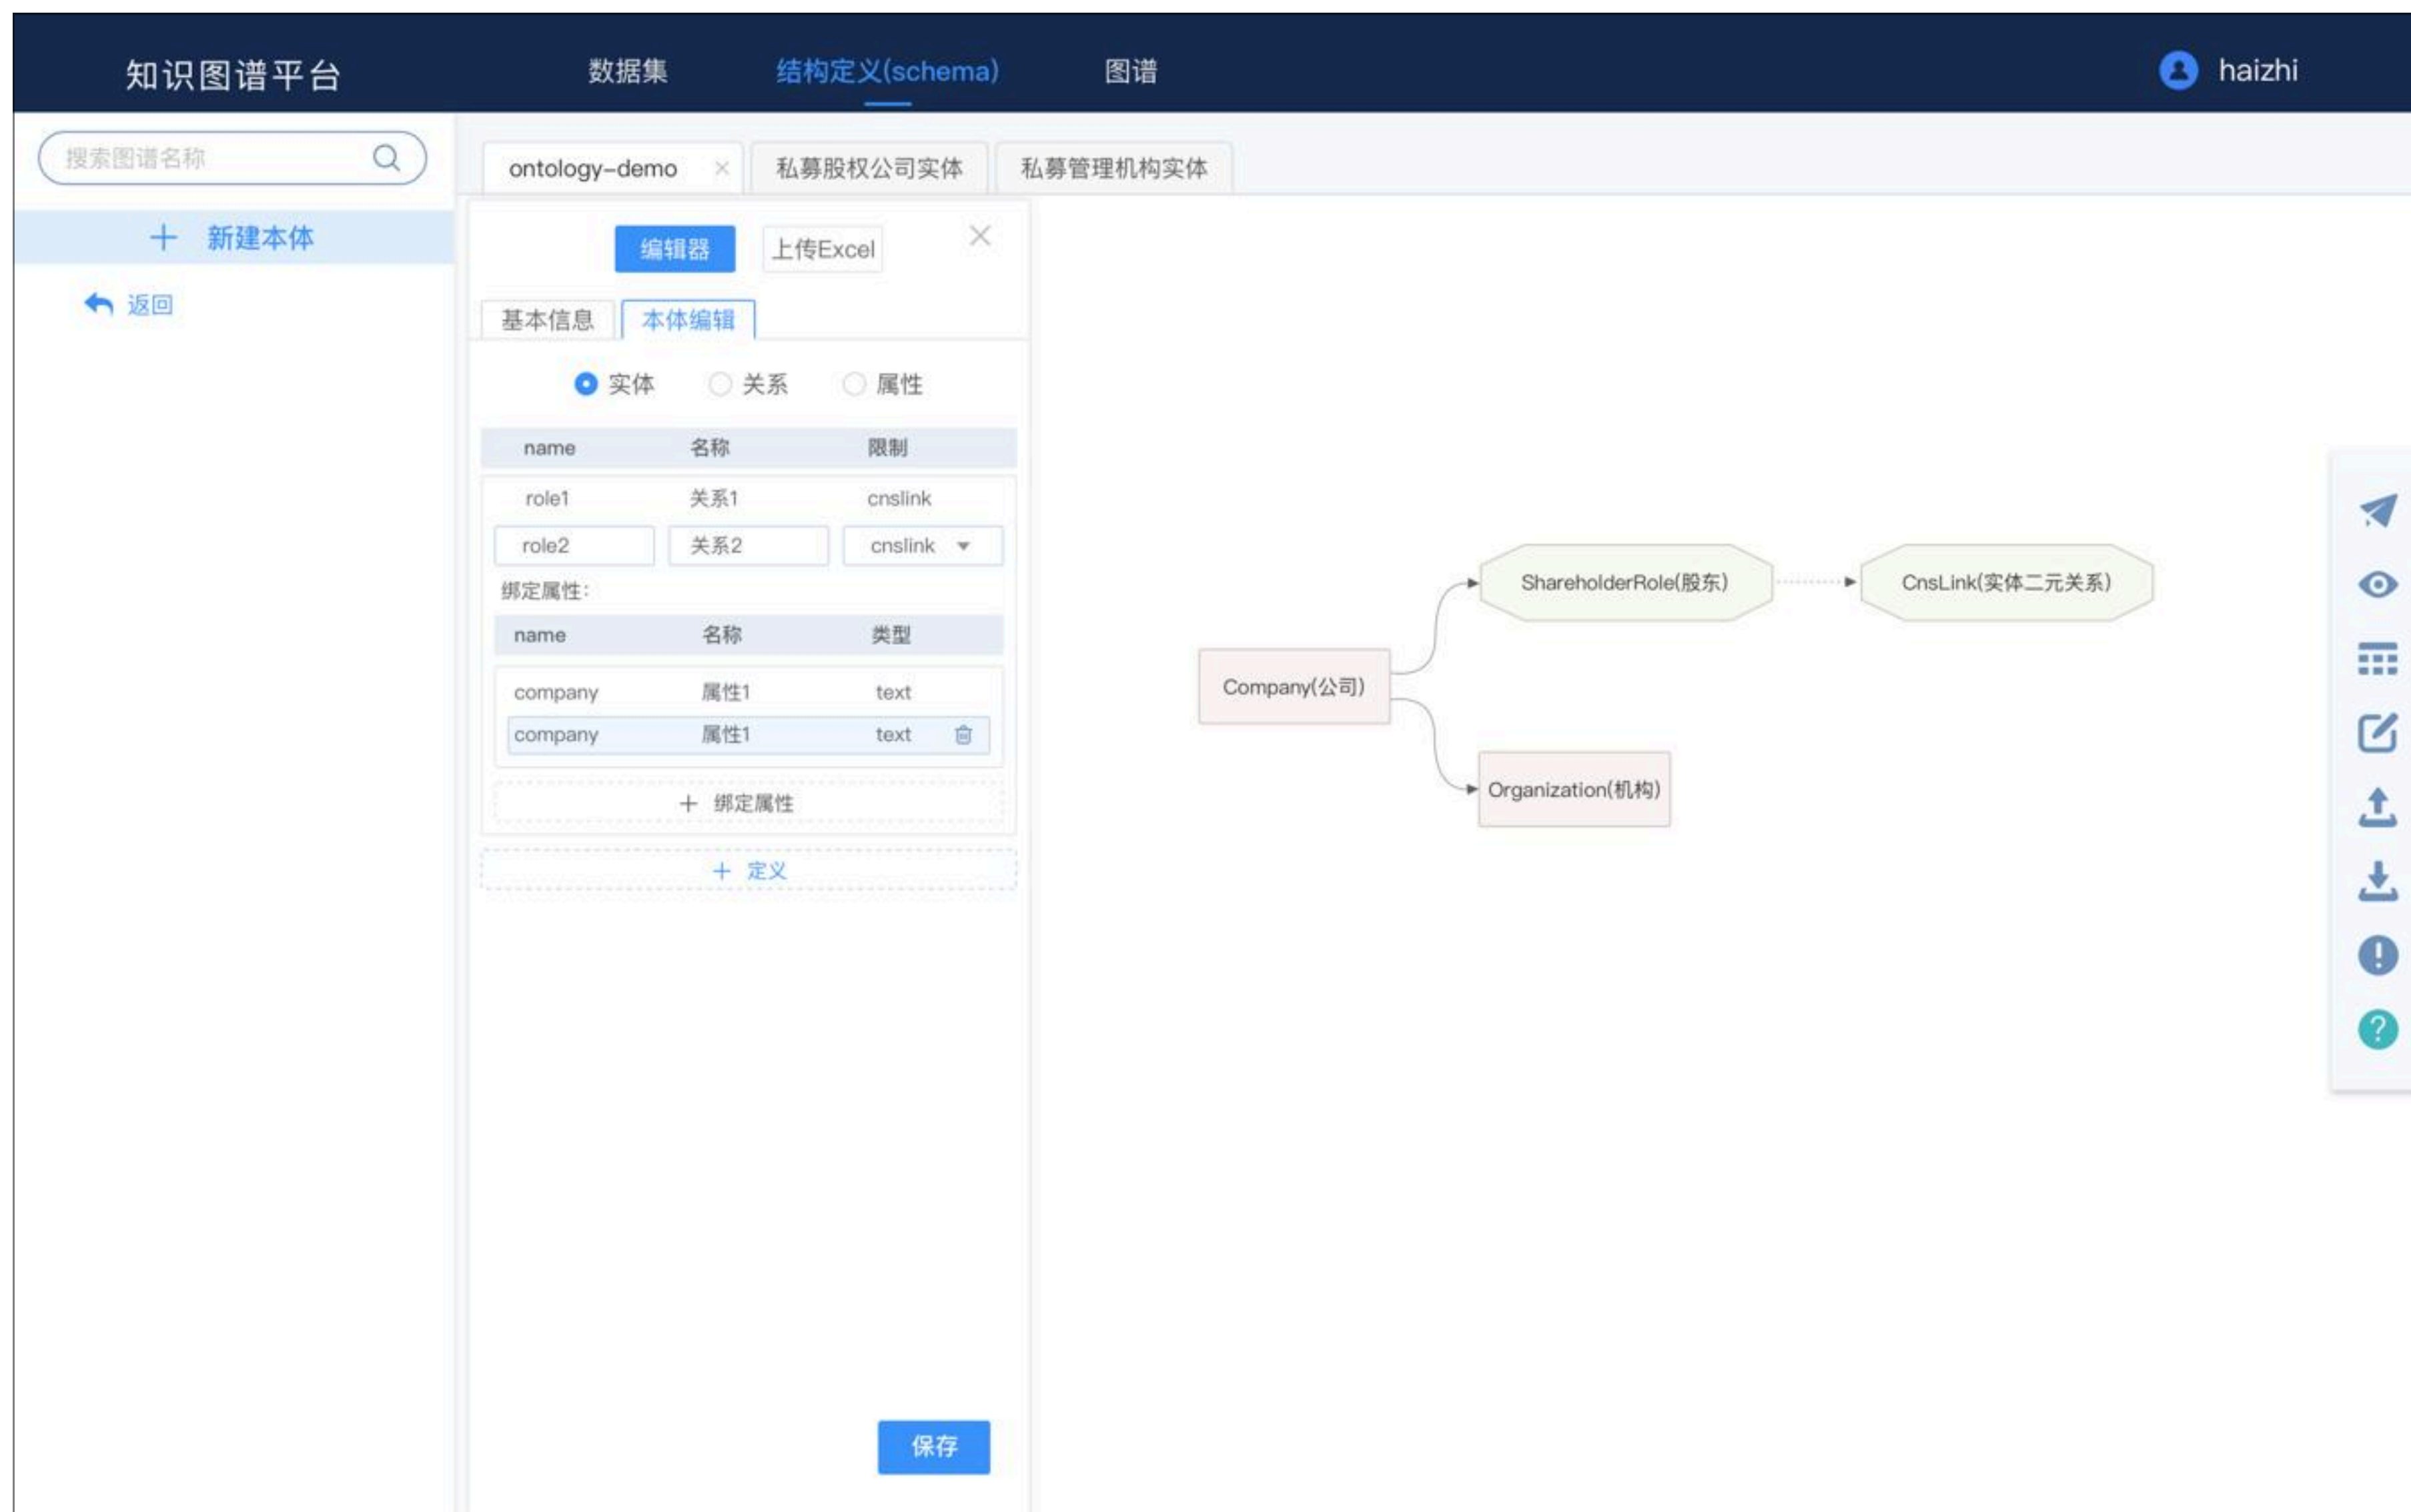 知识图谱平台 数据集 结构定义(schema) 图谱 haizhi
搜索图谱名称
+ 新建本体
返回
ontology-demo × 私募股权公司实体 私募管理机构实体
编辑器 上传Excel ×
基本信息 本体编辑
实体 关系 属性
name 名称 限制
role1 关系1 cnslink
role2 关系2 cnslink
绑定属性:
name 名称 类型
company 属性1 text
company 属性1 text
+ 绑定属性
+ 定义
保存
ShareholderRole(股东) CnsLink(实体二元关系)
Company(公司)
Organization(机构)